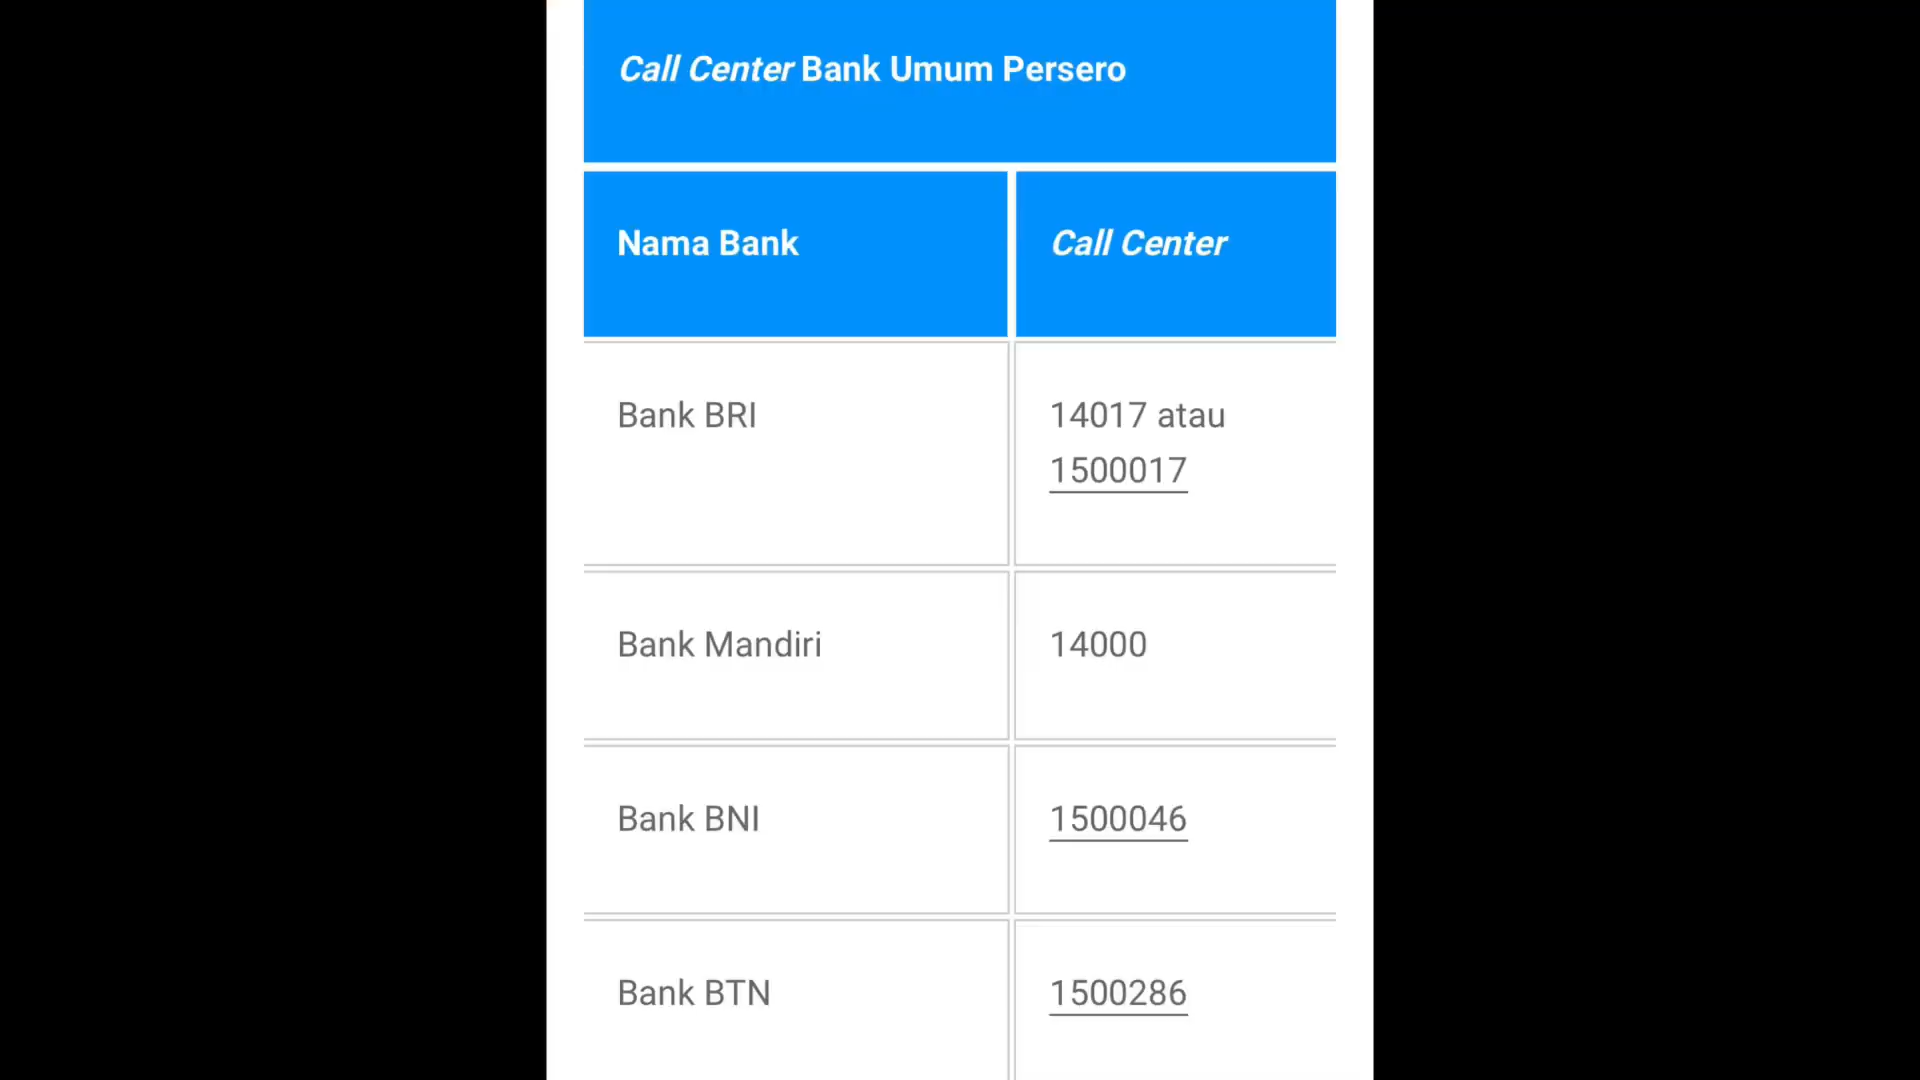 Call Center Bank Umum Persero
Nama Bank
Call Center
Bank BRI
14017 atau
1500017
Bank Mandiri
14000
Bank BNI
1500046
Bank BTN
1500286